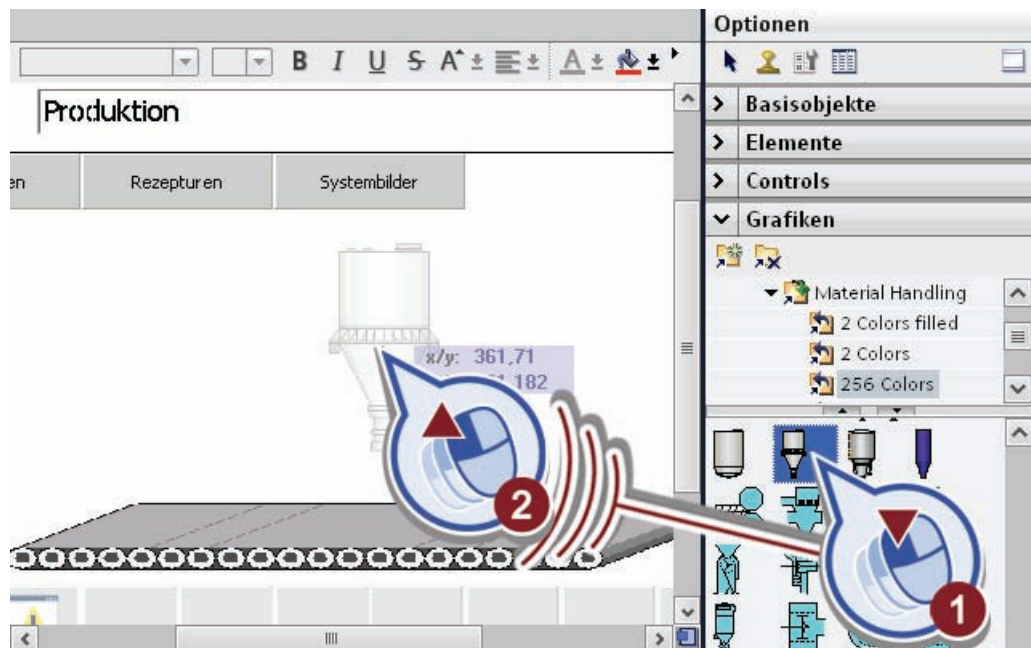 Optionen
B I U S A A
Produktion
Basisobjekte
Elemente
en Rezepturen Systembilder
Controls
Grafiken
Material Handling
2 Colors filled
2 Colors
256 Colors
x/y: 361,71
182
2
1